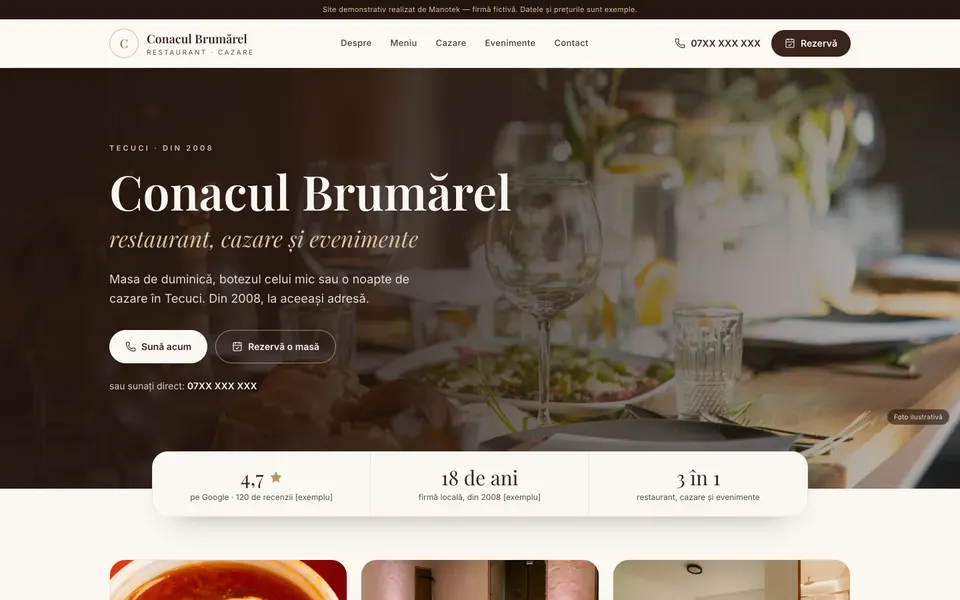 Site demonstrativ realizat de Manotek — firmă fictivă. Datele și prețurile sunt exemple.
C
Conacul Brumărel
RESTAURANT · CAZARE
Despre
Meniu
Cazare
Evenimente
Contact
07XX XXX XXX
Rezervă
TECUCI · DIN 2008
Conacul Brumărel
restaurant, cazare și evenimente
Masa de duminică, botezul celui mic sau o noapte de
cazare în Tecuci. Din 2008, la aceeași adresă.
Sună acum
Rezervă o masă
sau sunați direct: 07XX XXX XXX
Foto ilustrativă
4,7
pe Google · 120 de recenzii [exemplu]
18 de ani
firmă locală, din 2008 [exemplu]
3 în 1
restaurant, cazare și evenimente